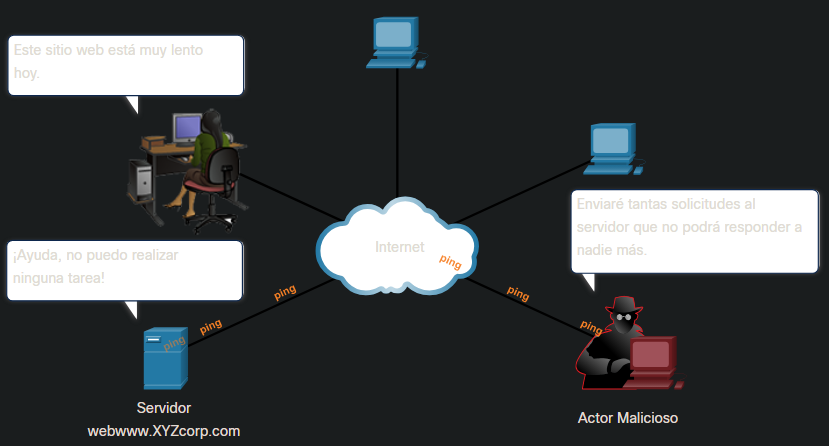 Este sitio web está muy lento
hoy.
Enviaré tantas solicitudes al
servidor que no podrá responder a
nadie más.
¡Ayuda, no puedo realizar
ninguna tarea!
Internet
ping
ping
ping
ping
ping
ping
Servidor
webwww.XYZcorp.com
Actor Malicioso